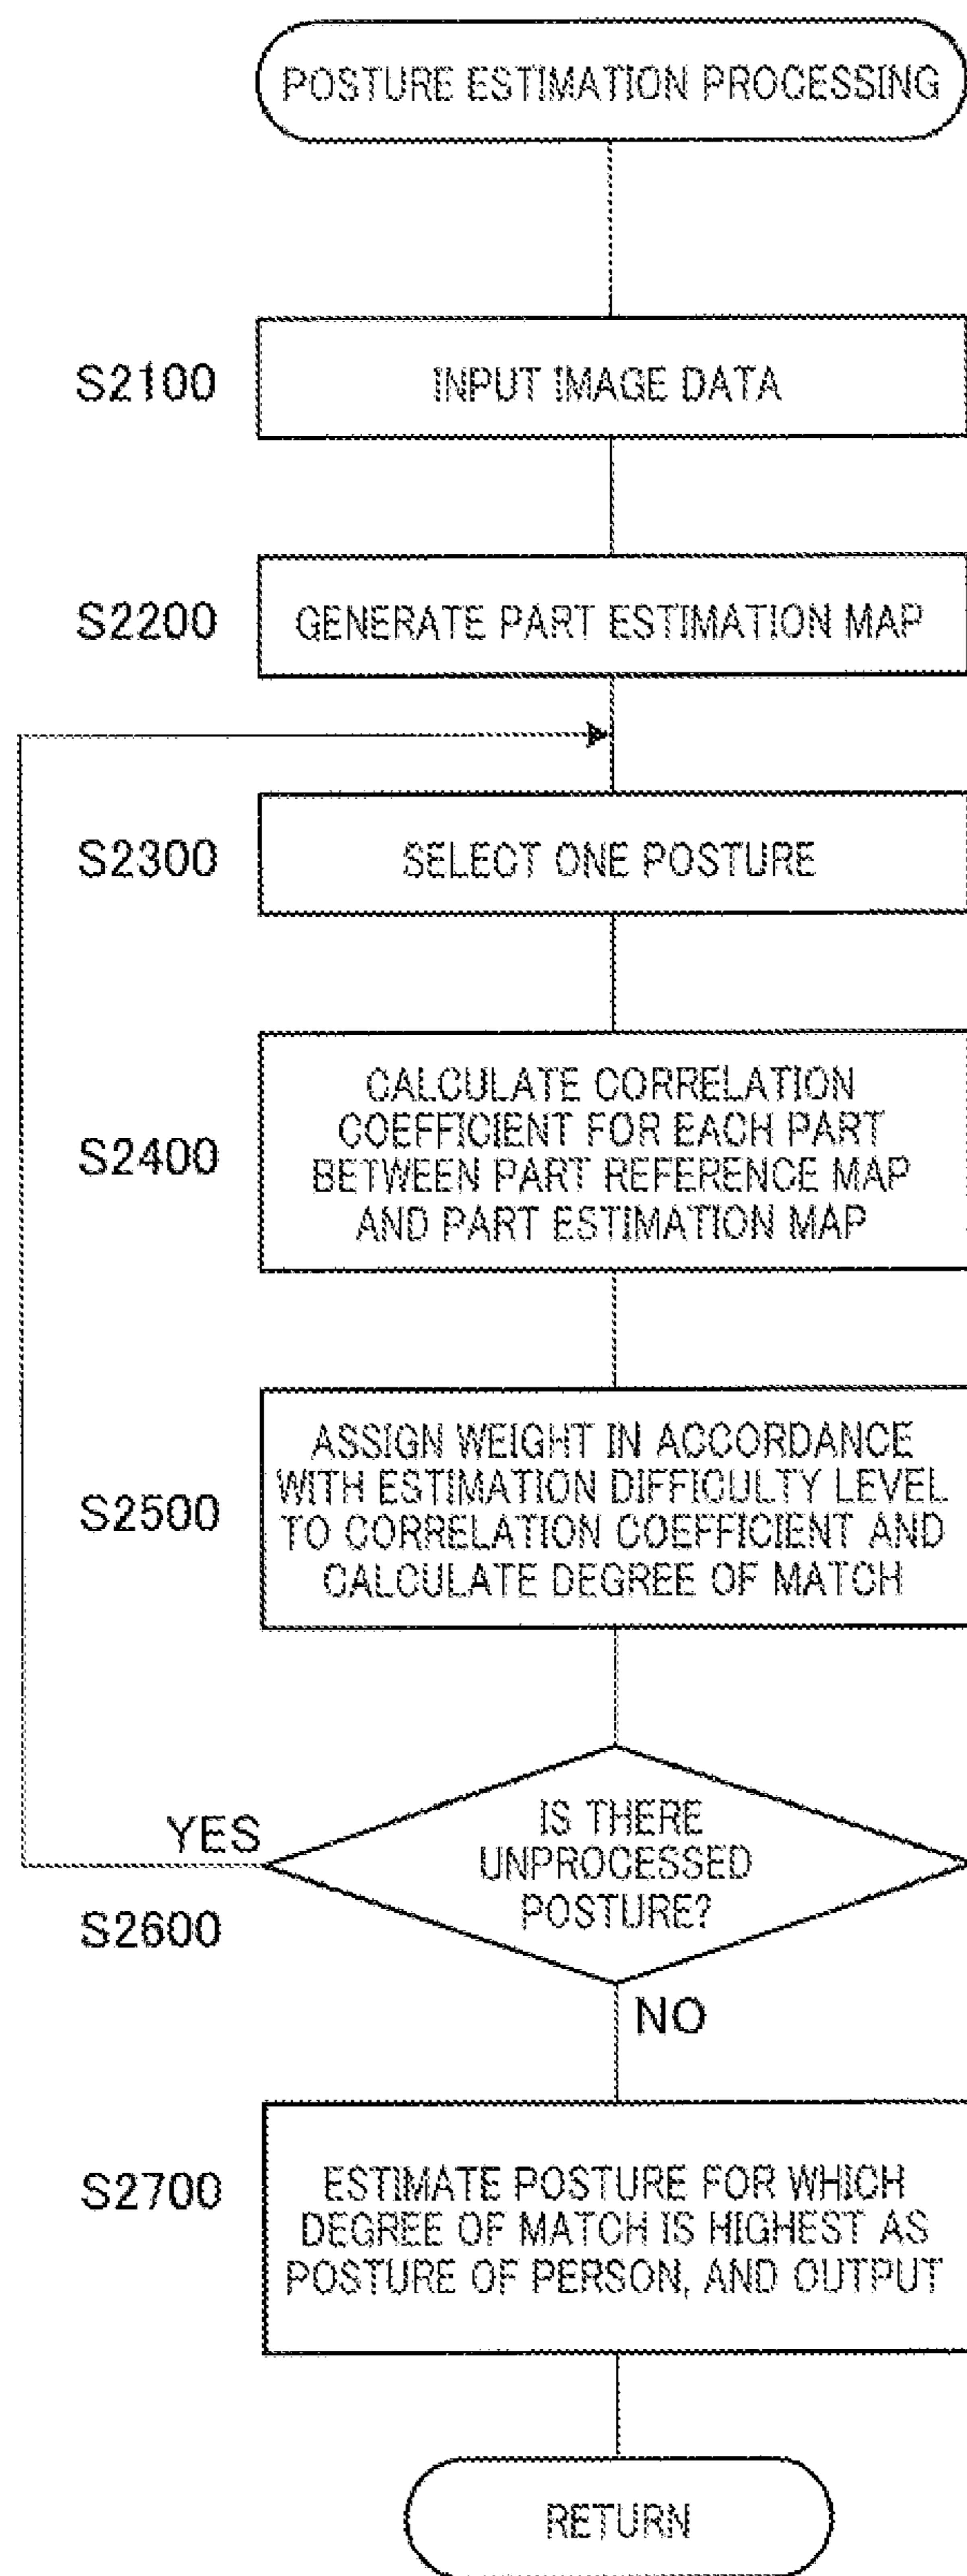 POSTURE ESTIMATION PROCESSING
S2100
INPUT IMAGE DATA
S2200
GENERATE PART ESTIMATION MAP
S2300
SELECT ONE POSTURE
S2400
CALCULATE CORRELATION
COEFFICIENT FOR EACH PART
BETWEEN PART REFERENCE MAP
AND PART ESTIMATION MAP
S2500
ASSIGN WEIGHT IN ACCORDANCE
WITH ESTIMATION DIFFICULTY LEVEL
TO CORRELATION COEFFICIENT AND
CALCULATE DEGREE OF MATCH
YES
S2600
IS THERE
UNPROCESSED
POSTURE?
NO
S2700
ESTIMATE POSTURE FOR WHICH
DEGREE OF MATCH IS HIGHEST AS
POSTURE OF PERSON, AND OUTPUT
RETURN